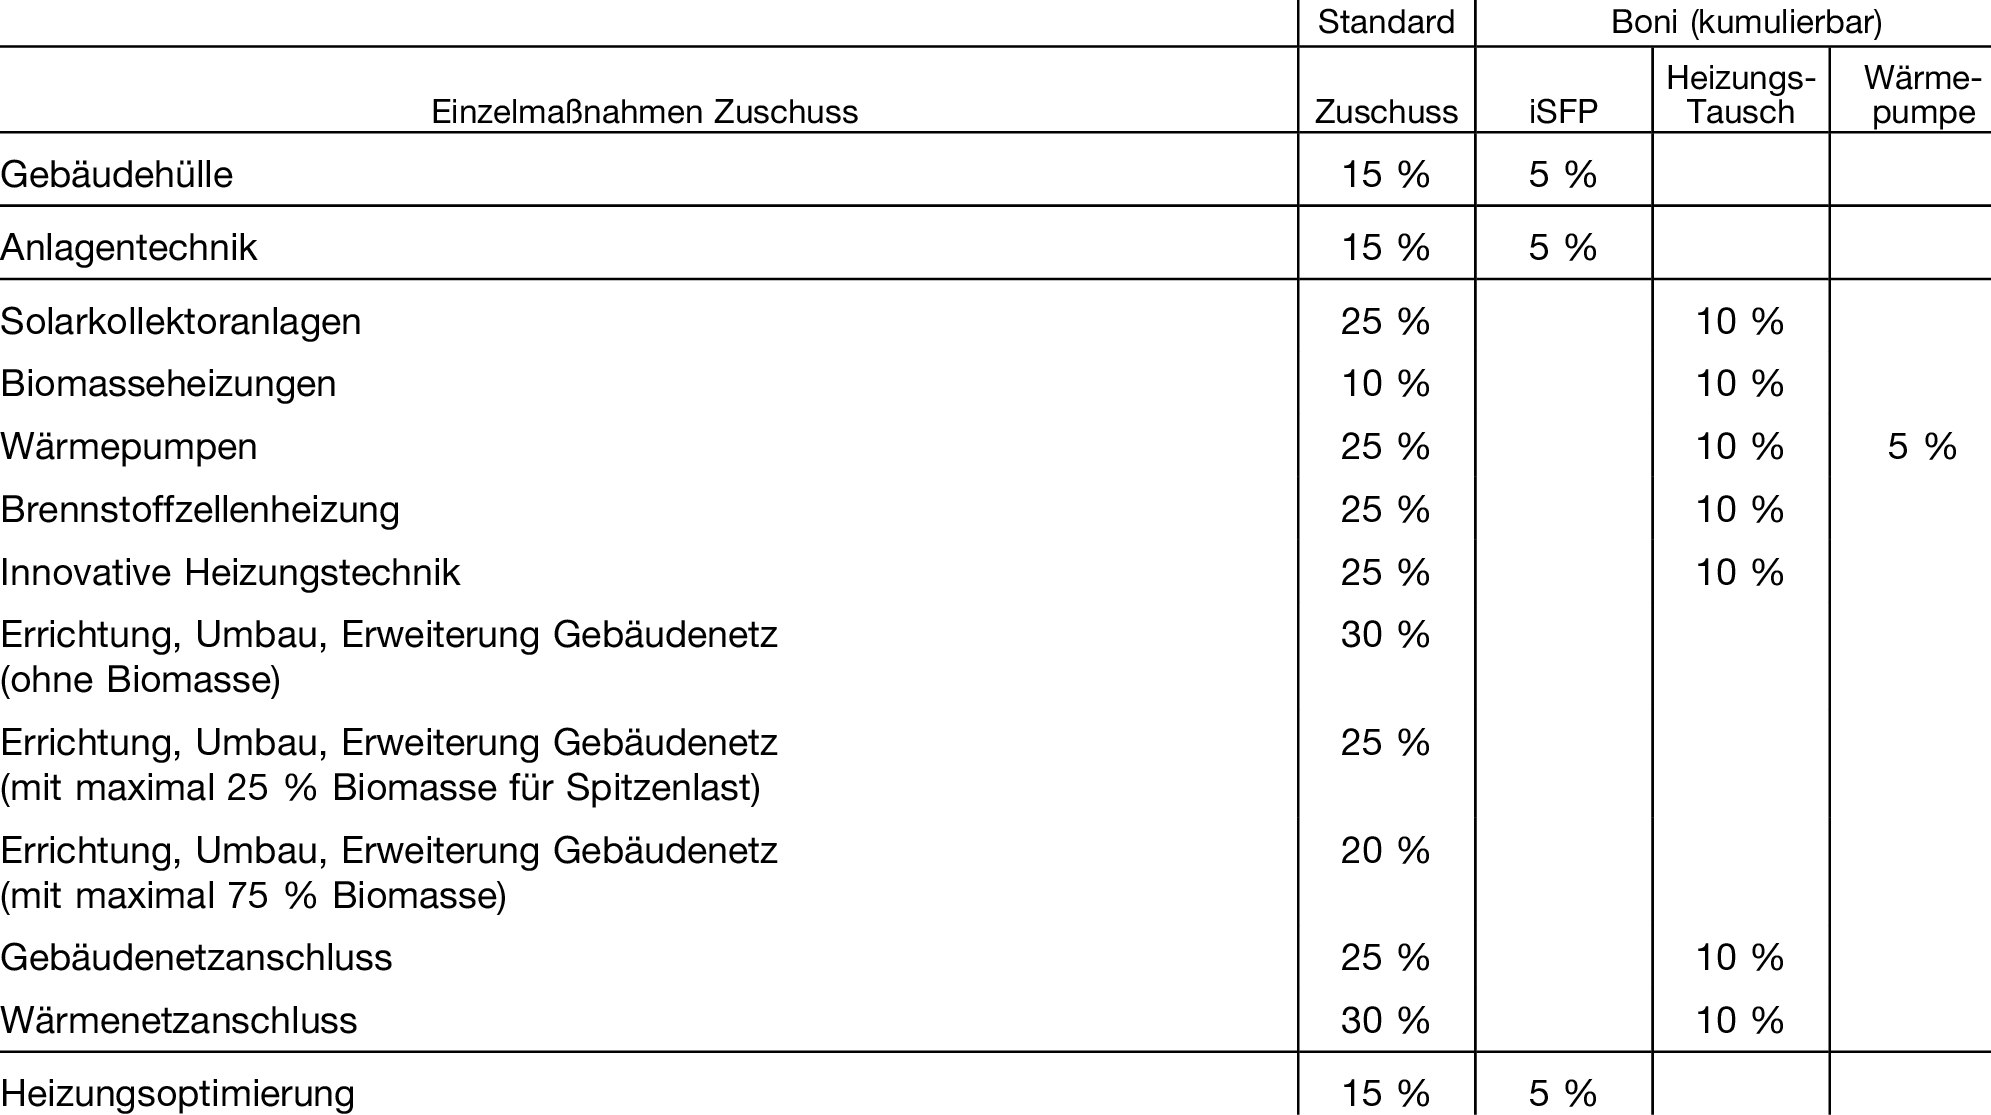 Standard Boni (kumulierbar)
Einzelmaßnahmen Zuschuss Zuschuss iSFP Heizungs-Tausch Wärme-pumpe
Gebäudehülle 15 % 5 %
Anlagentechnik 15 % 5 %
Solarkollektoranlagen 25 % 10 %
Biomasseheizungen 10 % 10 %
Wärmepumpen 25 % 10 % 5 %
Brennstoffzellenheizung 25 % 10 %
Innovative Heizungstechnik 25 % 10 %
Errichtung, Umbau, Erweiterung Gebäudenetz 30 %
(ohne Biomasse)
Errichtung, Umbau, Erweiterung Gebäudenetz 25 %
(mit maximal 25 % Biomasse für Spitzenlast)
Errichtung, Umbau, Erweiterung Gebäudenetz 20 %
(mit maximal 75 % Biomasse)
Gebäudenetzanschluss 25 % 10 %
Wärmenetzanschluss 30 % 10 %
Heizungsoptimierung 15 % 5 %